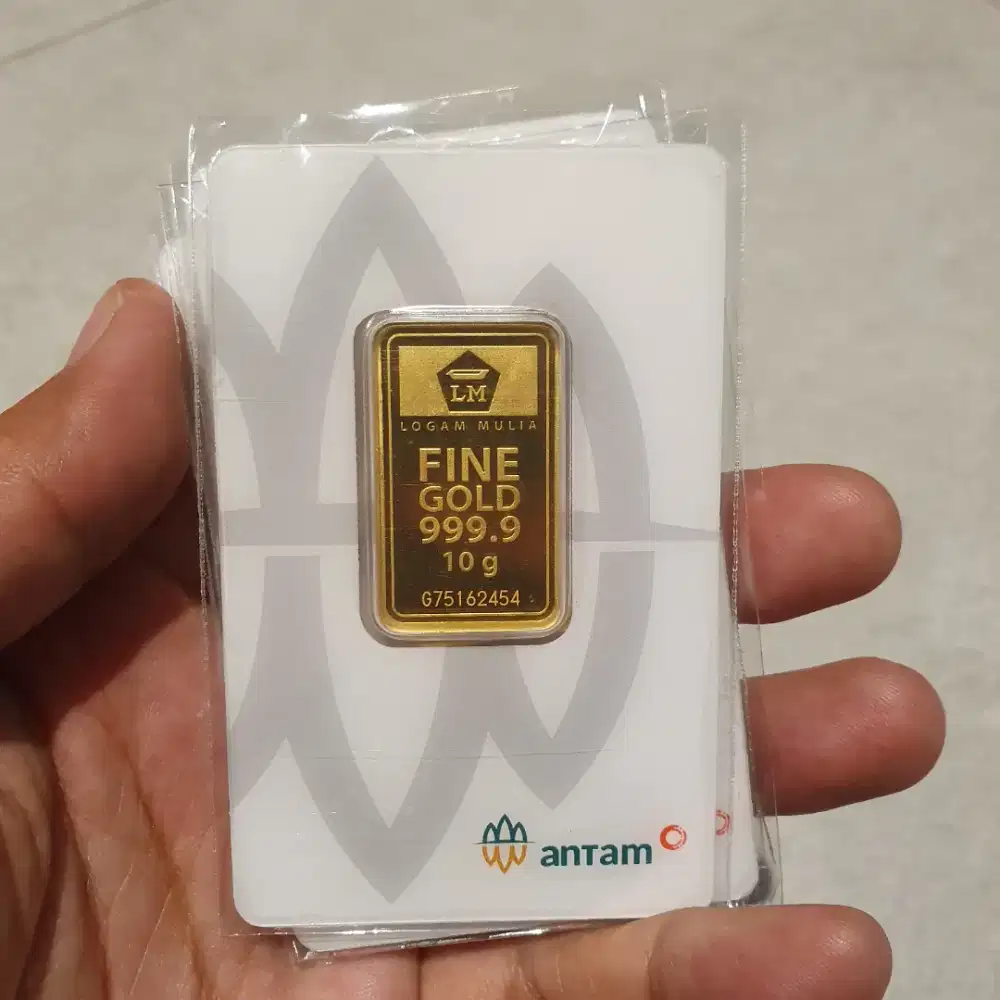 LM
LOGAM MULIA
FINE
GOLD
999.9
10 g
G75162454
anTam